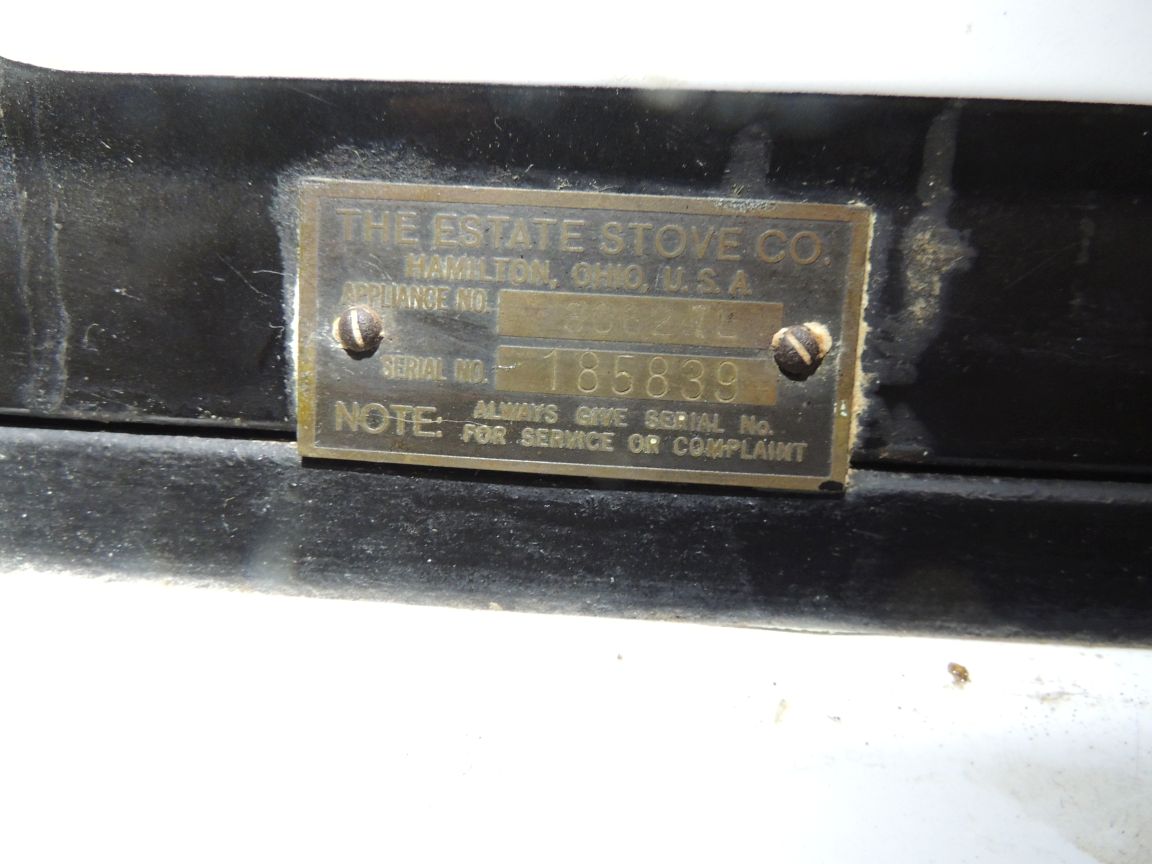 THE ESTATE STOVE CO.
HAMILTON, OHIO, U.S.A.
APPLIANCE NO.
SERIAL NO. 185839
NOTE: ALWAYS GIVE SERIAL No.
FOR SERVICE OR COMPLAINT